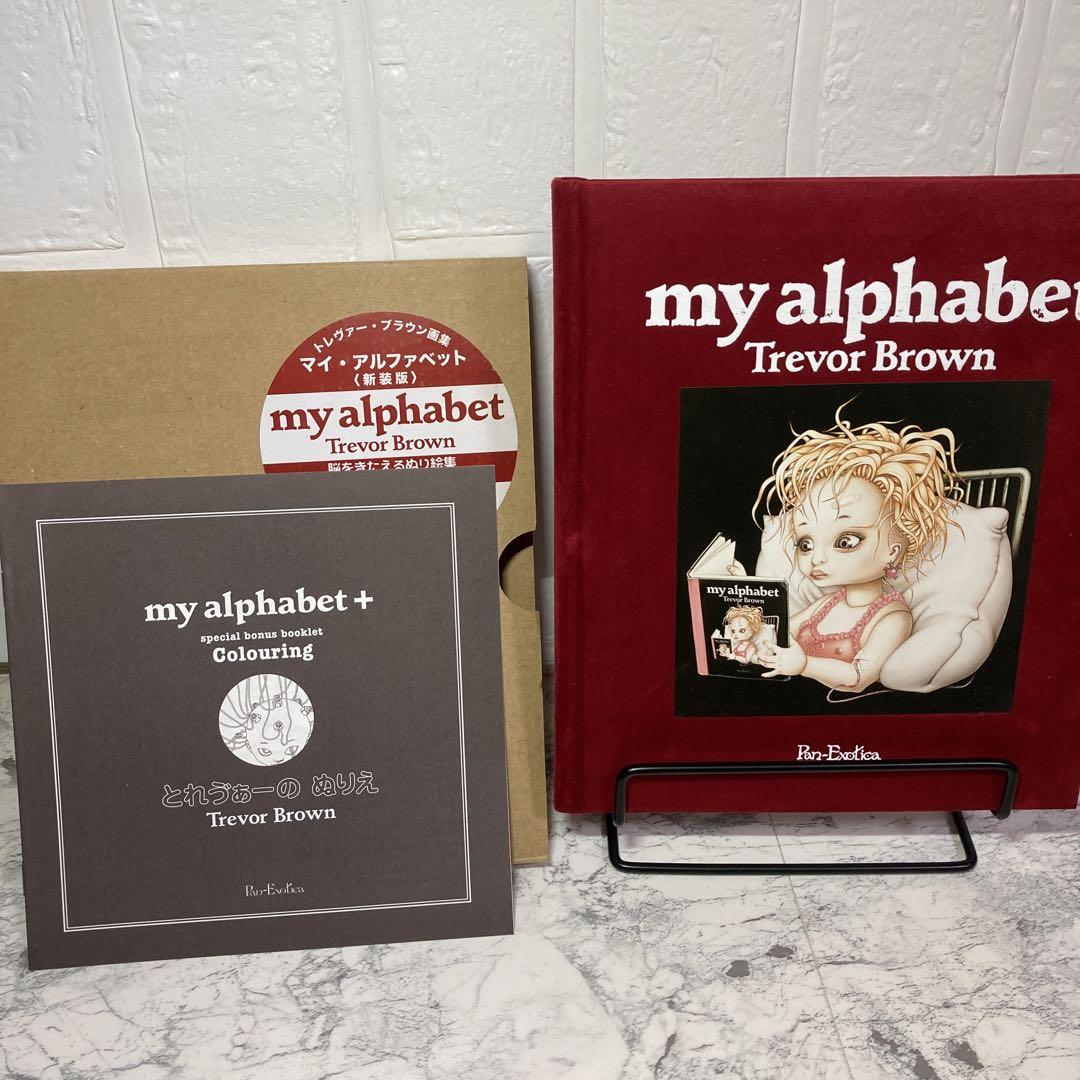 トレヴァー・ブラウン画集
マイ・アルファベット
〈新装版〉
my alphabet
Trevor Brown
脳をきたえるぬり絵集
my alphabet +
special bonus booklet
Colouring
とれづぁーの ぬりえ
Trevor Brown
Pan-Exotica
my alphabet
Trevor Brown
my alphabet
Trevor Brown
Pan-Exotica